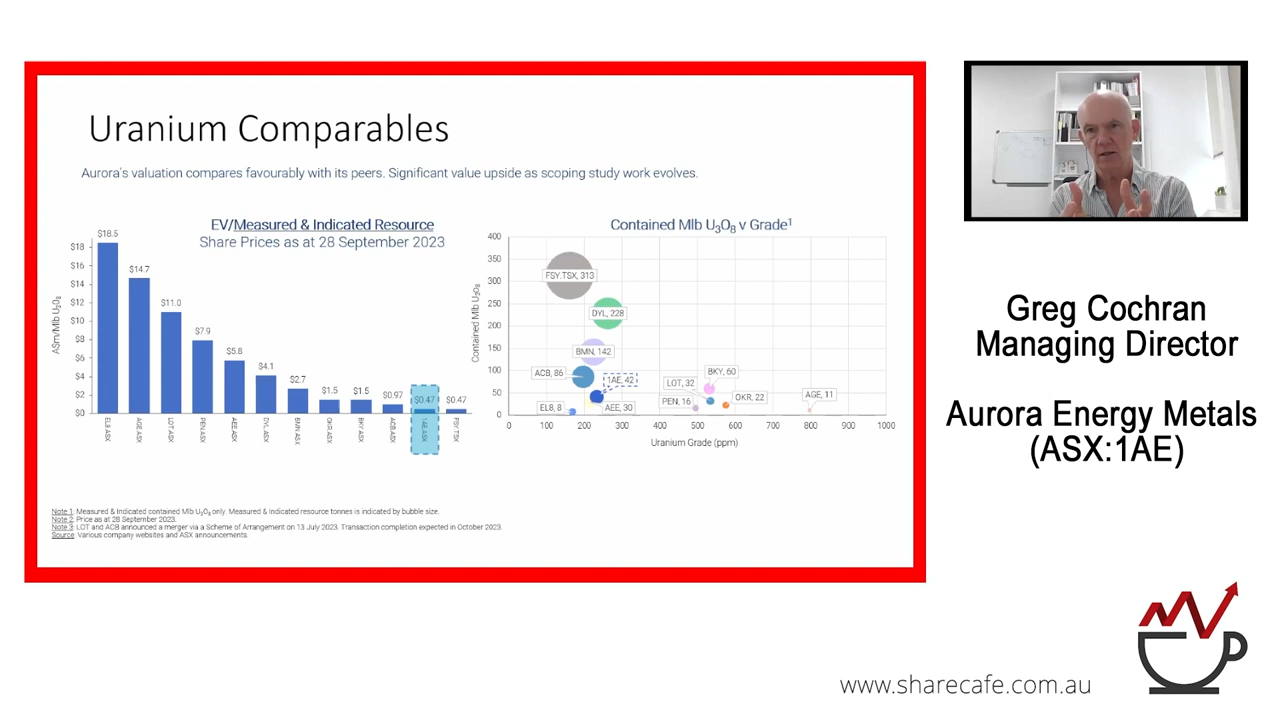 Uranium Comparables
Aurora's valuation compares favourably with its peers. Significant value upside as scoping study work evolves.
EV/Measured & Indicated Resource
Share Prices as at 28 September 2023
A$m/Mlb U₃O₈
$18
$16
$14
$12
$10
$8
$6
$4
$2
$0
$18.5
$14.7
$11.0
$7.9
$5.8
$4.1
$2.7
$1.5
$1.5
$0.97
$0.47
$0.47
EL8.ASX
AGE.ASX
LOT.ASX
PEN.ASX
AEE.ASX
DYL.ASX
BMN.ASX
OKR.ASX
BKY.ASX
ACB.ASX
1AE.ASX
FSY.TSX
Contained Mlb U₃O₈ v Grade¹
Contained Mlb U₃O₈
400
350
300
250
200
150
100
50
0
FSY.TSX, 313
DYL, 228
BMN, 142
ACB, 86
1AE, 42
EL8, 8
AEE, 30
LOT, 32
BKY, 60
PEN, 16
OKR, 22
AGE, 11
0
100
200
300
400
500
600
700
800
900
1000
Uranium Grade (ppm)
Note 1: Measured & Indicated contained Mlb U₃O₈ only. Measured & Indicated resource tonnes is indicated by bubble size.
Note 2: Price as at 28 September 2023.
Note 3: LOT and ACB announced a merger via a Scheme of Arrangement on 13 July 2023. Transaction completion expected in October 2023.
Source: Various company websites and ASX announcements.
Greg Cochran
Managing Director
Aurora Energy Metals
(ASX:1AE)
www.sharecafe.com.au